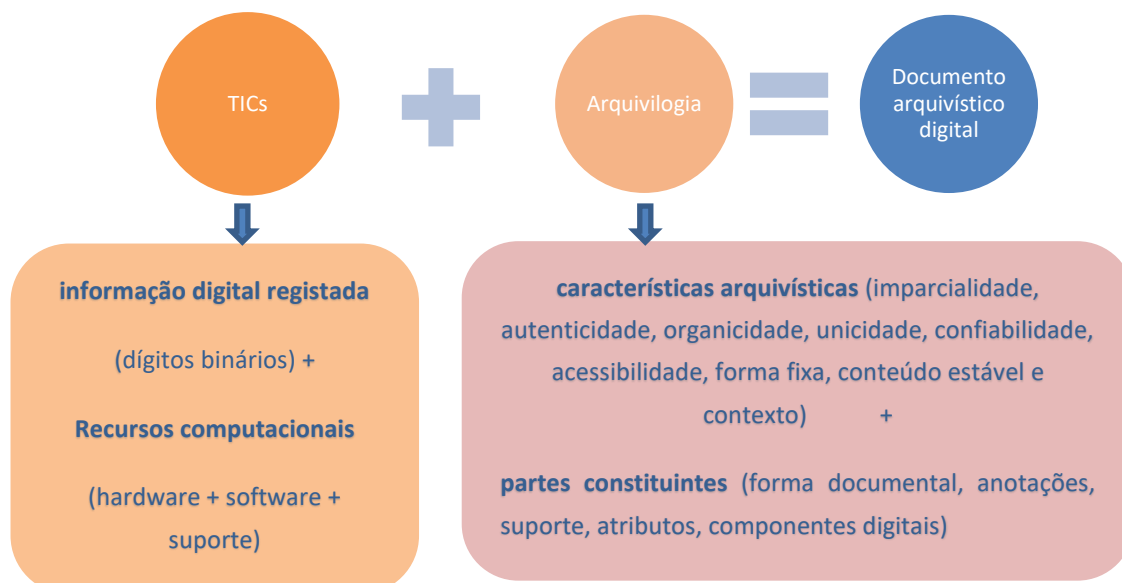 TICs
Arquivilogia
Documento
arquivístico
digital
informação digital registada
(dígitos binários) +
Recursos computacionais
(hardware + software +
suporte)
características arquivísticas (imparcialidade,
autenticidade, organicidade, unicidade, confiabilidade,
acessibilidade, forma fixa, conteúdo estável e
contexto) +
partes constituintes (forma documental, anotações,
suporte, atributos, componentes digitais)